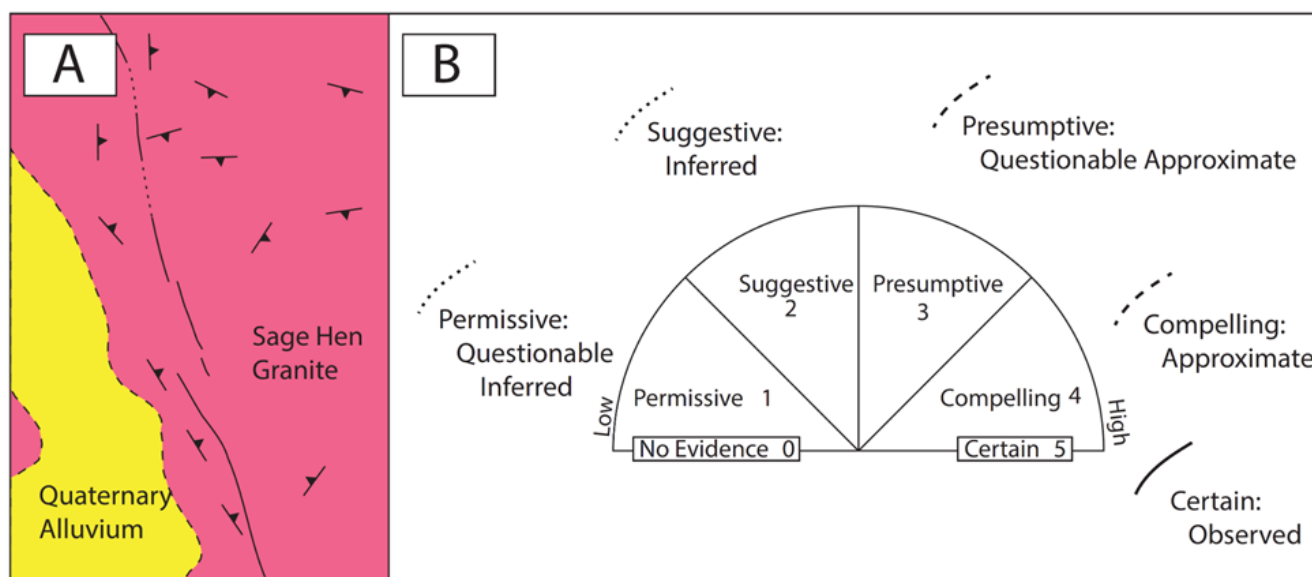 A
Sage Hen
Granite
Quaternary
Alluvium
B
Suggestive:
Inferred
Presumptive:
Questionable Approximate
Permissive:
Questionable
Inferred
Suggestive
2
Presumptive
3
Compelling:
Approximate
Permissive 1
Compelling 4
Low
High
No Evidence 0
Certain 5
Certain:
Observed